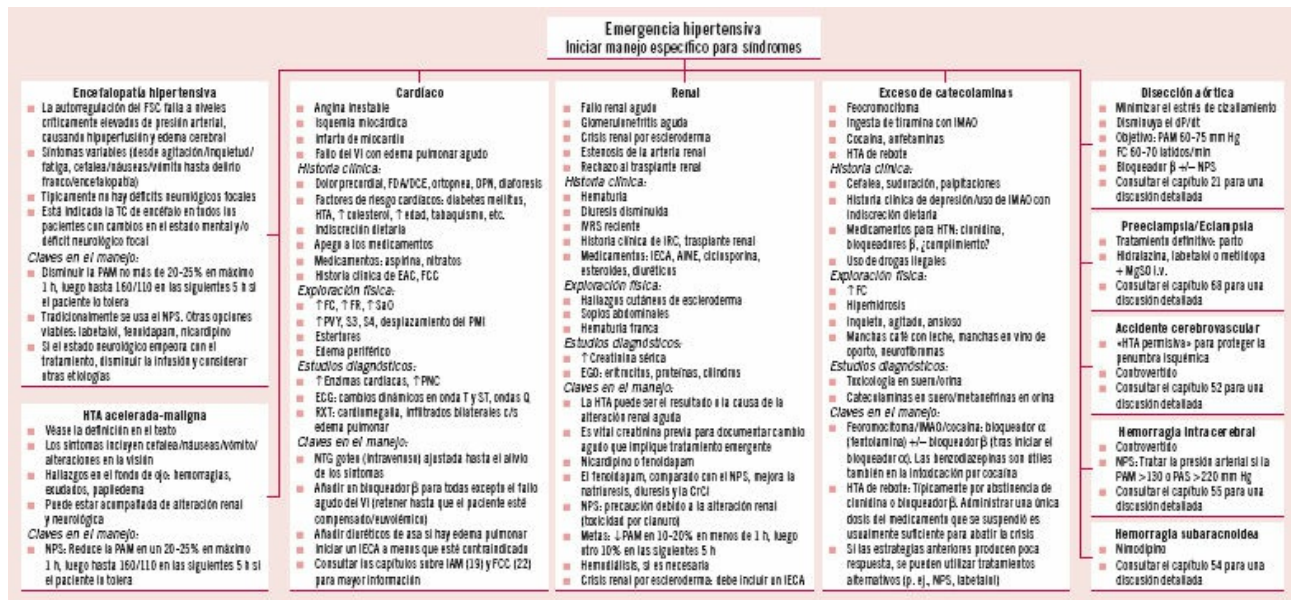 Emergencia hipertensiva
Iniciar manejo específico para síndromes
Encefalopatía hipertensiva
La autorregulación del FSC falla a niveles
críticamente elevados de presión arterial,
causando hipoperfusión y edema cerebral
Síntomas variables (desde agitación/inquietud/
fatiga, cefalea/náuseas/vómito hasta delirio
franco/encefalopatía)
Típicamente no hay déficits neurológicos focales
Está indicada la TC de encéfalo en todos los
pacientes con cambios en el estado mental y/o
déficit neurológico focal
Claves en el manejo:
Disminuir la PAM no más de 20-25% en máximo
1 h, luego hasta 160/110 en las siguientes 5 h si
el paciente lo tolera
Tradicionalmente se usa el NPS. Otras opciones
viables: labetalol, fenoldapam, nicardipino
Si el estado neurológico empeora con el
tratamiento, disminuir la infusión y considerar
otras etiologías
HTA acelerada-maligna
Véase la definición en el texto
Los síntomas incluyen cefalea/náuseas/vómito/
alteraciones en la visión
Hallazgos en el fondo de ojo: hemorragias,
exudados, papiledema
Puede estar acompañada de alteración renal
y neurológica
Claves en el manejo:
NPS: Reduce la PAM en un 20-25% en máximo
1 h, luego hasta 160/110 en las siguientes 5 h si
el paciente lo tolera
Cardíaco
Angina inestable
Isquemia miocárdica
Infarto de miocardio
Fallo del VI con edema pulmonar agudo
Historia clínica:
Dolor precordial, FDA/DCE, ortopnea, DPN, diaforesis
Factores de riesgo cardíacos: diabetes mellitus,
HTA, ↑ colesterol, ↑ edad, tabaquismo, etc.
Indiscreción dietaria
Apego a los medicamentos
Medicamentos: aspirina, nitratos
Historia clínica de EAC, FCC
Exploración física:
↑ FC, ↑ FR, ↑ SaO
↑ PVY, S3, S4, desplazamiento del PMI
Estertores
Edema periférico
Estudios diagnósticos:
↑ Enzimas cardíacas, ↑ PNC
ECG: cambios dinámicos en onda T y ST, ondas Q
RXT: cardiomegalia, infiltrados bilaterales c/s
edema pulmonar
Claves en el manejo:
NTG goteo (intravenoso) ajustada hasta el alivio
de los síntomas
Añadir un bloqueador β para todas excepto el fallo
agudo del VI (retener hasta que el paciente esté
compensado/euvolémico)
Añadir diuréticos de asa si hay edema pulmonar
Iniciar un IECA a menos que esté contraindicado
Consultar los capítulos sobre IAM (19) y FCC (22)
para mayor información
Renal
Fallo renal agudo
Glomerulonefritis aguda
Crisis renal por escleroderma
Estenosis de la arteria renal
Rechazo al trasplante renal
Historia clínica:
Hematuria
Diuresis disminuida
IVRS reciente
Historia clínica de IRC, trasplante renal
Medicamentos: IECA, AINE, ciclosporina,
esteroides, diuréticos
Exploración física:
Hallazgos cutáneos de escleroderma
Soplos abdominales
Hematuria franca
Estudios diagnósticos:
↑ Creatinina sérica
EGO: eritrocitos, proteínas, cilindros
Claves en el manejo:
La HTA puede ser el resultado o la causa de la
alteración renal aguda
Es vital creatinina previa para documentar cambio
agudo que implique tratamiento emergente
Nicardipino o fenoldapam
El fenoldapam, comparado con el NPS, mejora la
natriuresis, diuresis y la CrCl
NPS: precaución debido a la alteración renal
(toxicidad por cianuro)
Metas: ↓ PAM en 10-20% en menos de 1 h, luego
otro 10% en las siguientes 5 h
Hemodiálisis, si es necesaria
Crisis renal por escleroderma: debe incluir un IECA
Exceso de catecolaminas
Feocromocitoma
Ingesta de tiramina con IMAO
Cocaína, anfetaminas
HTA de rebote
Historia clínica:
Cefalea, sudoración, palpitaciones
Historia clínica de depresión/uso de IMAO con
indiscreción dietaria
Medicamentos para HTN: clonidina,
bloqueadores β, ¿cumplimiento?
Uso de drogas ilegales
Exploración física:
↑ FC
Hiperhidrosis
Inquieto, agitado, ansioso
Manchas café con leche, manchas en vino de
oporto, neurofibromas
Estudios diagnósticos:
Toxicología en suero/orina
Catecolaminas en suero/metanefrinas en orina
Claves en el manejo:
Feoromocitoma/IMAO/cocaína: bloqueador α
(fentolamina) +/− bloqueador β (tras iniciar el
bloqueador α). Las benzodiazepinas son útiles
también en la intoxicación por cocaína
HTA de rebote: Típicamente por abstinencia de
clonidina o bloqueador β. Administrar una única
dosis del medicamento que se suspendió es
usualmente suficiente para abatir la crisis
Si las estrategias anteriores producen poca
respuesta, se pueden utilizar tratamientos
alternativos (p. ej., NPS, labetalol)
Disección aórtica
Minimizar el estrés de cizallamiento
Disminuya el dP/dt
Objetivo: PAM 60-75 mm Hg
FC 60-70 latidos/min
Bloqueador β +/− NPS
Consultar el capítulo 21 para una
discusión detallada
Preeclampsia/Eclampsia
Tratamiento definitivo: parto
Hidralazina, labetalol o metildopa
+ MgSO i.v.
Consultar el capítulo 68 para una
discusión detallada
Accidente cerebrovascular
«HTA permisiva» para proteger la
penumbra isquémica
Controvertido
Consultar el capítulo 52 para una
discusión detallada
Hemorragia intracerebral
Controvertido
NPS: Tratar la presión arterial si la
PAM >130 o PAS >220 mm Hg
Consultar el capítulo 55 para una
discusión detallada
Hemorragia subaracnoidea
Nimodipino
Consultar el capítulo 54 para una
discusión detallada